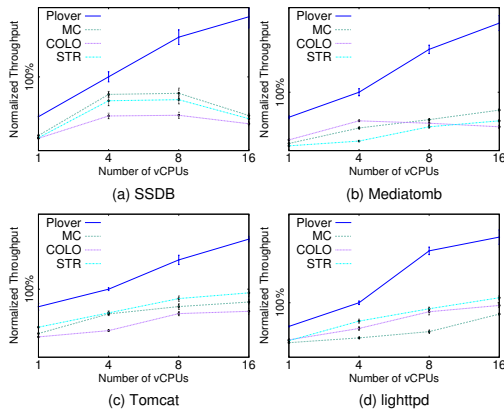 Normalized Throughput
100%
Plover
MC
COLO
STR
1
4
8
16
Number of vCPUs
(a) SSDB
Normalized Throughput
100%
Plover
MC
COLO
STR
1
4
8
16
Number of vCPUs
(b) Mediatomb
Normalized Throughput
100%
Plover
MC
COLO
STR
1
4
8
16
Number of vCPUs
(c) Tomcat
Normalized Throughput
100%
Plover
MC
COLO
STR
1
4
8
16
Number of vCPUs
(d) lighttpd